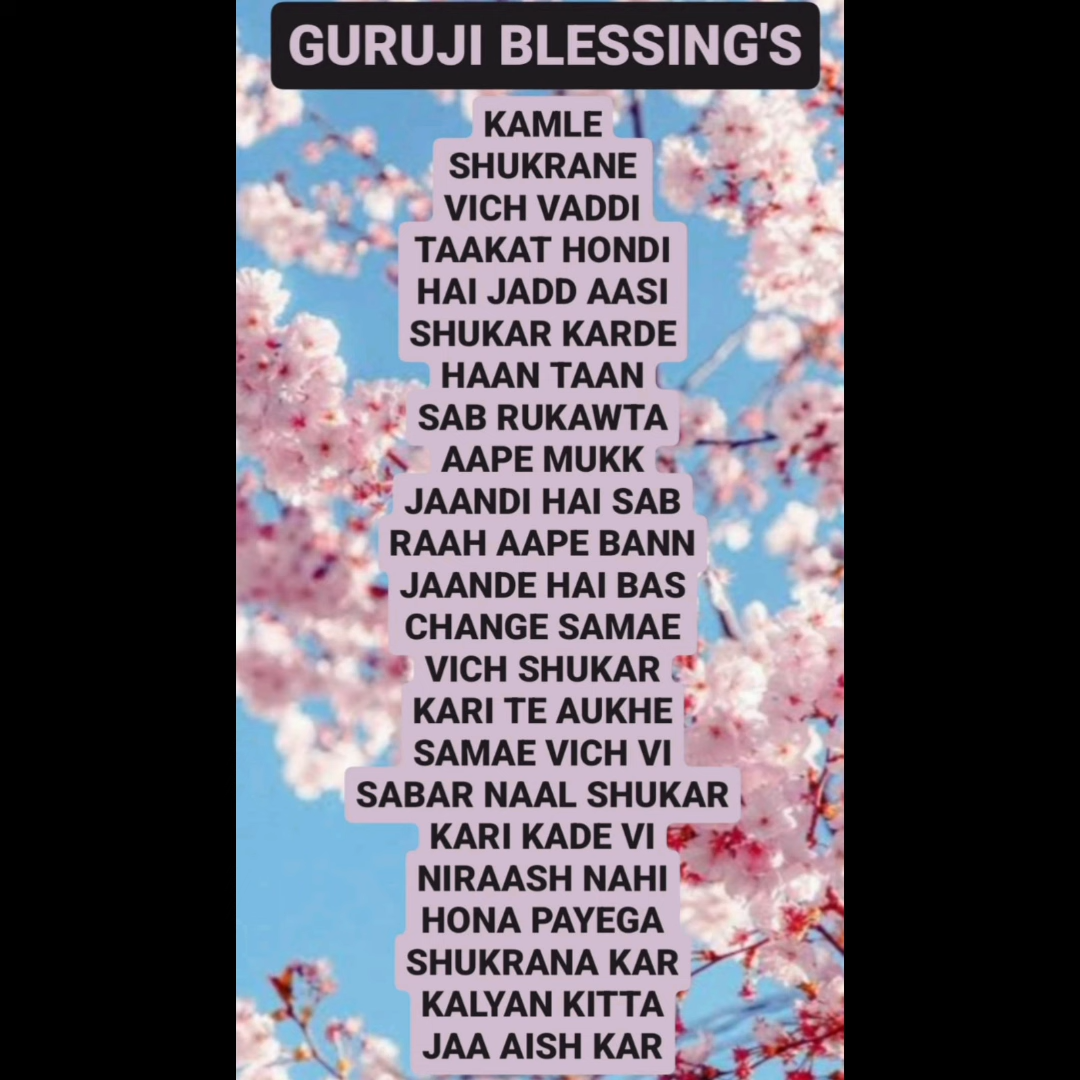 GURUJI BLESSING'S
KAMLE
SHUKRANE
VICH VADDI
TAAKAT HONDI
HAI JADD AASI
SHUKAR KARDE
HAAN TAAN
SAB RUKAWTA
AAPE MUKK
JAANDI HAI SAB
RAAH AAPE BANN
JAANDE HAI BAS
CHANGE SAMAE
VICH SHUKAR
KARI TE AUKHE
SAMAE VICH VI
SABAR NAAL SHUKAR
KARI KADE VI
NIRAASH NAHI
HONA PAYEGA
SHUKRANA KAR
KALYAN KITTA
JAA AISH KAR